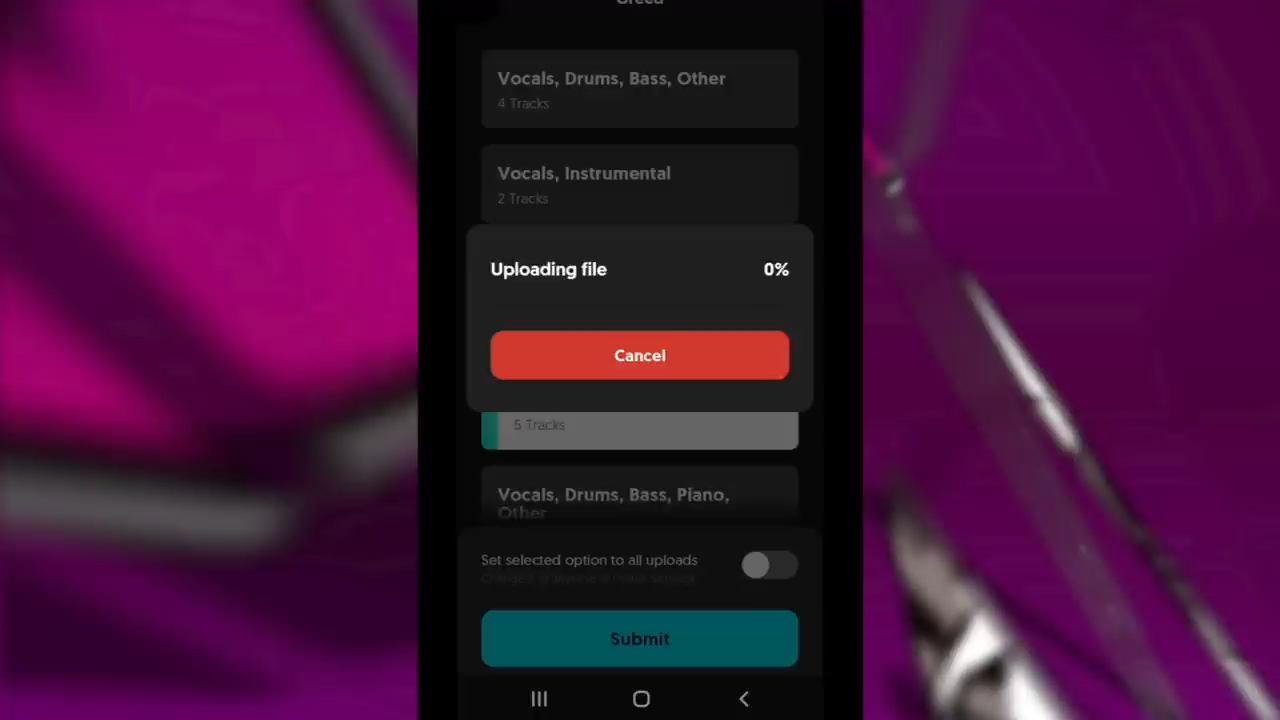 Vocals, Drums, Bass, Other
4 Tracks
Vocals, Instrumental
2 Tracks
Uploading file 0%
Cancel
5 Tracks
Vocals, Drums, Bass, Piano,
Other
Set selected option to all uploads
Submit